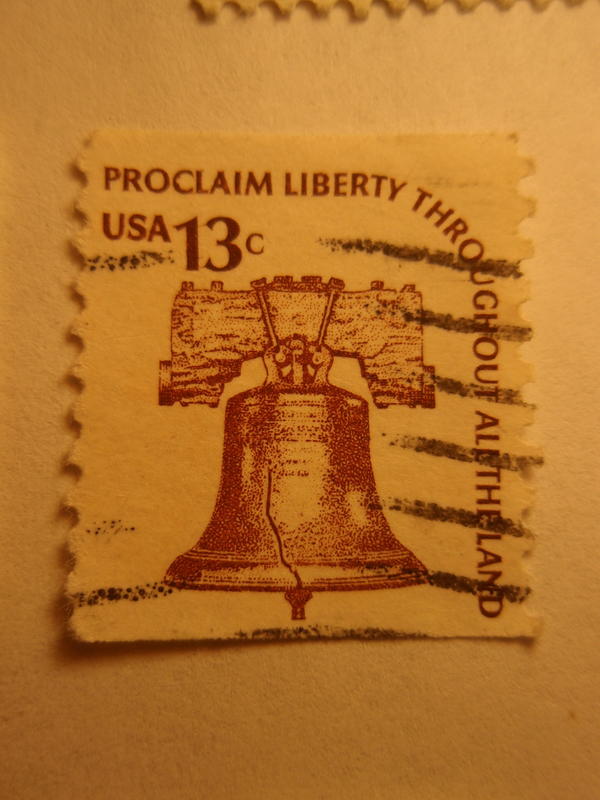 PROCLAIM LIBERTY THROUGHOUT ALL THE LAND
USA 13c